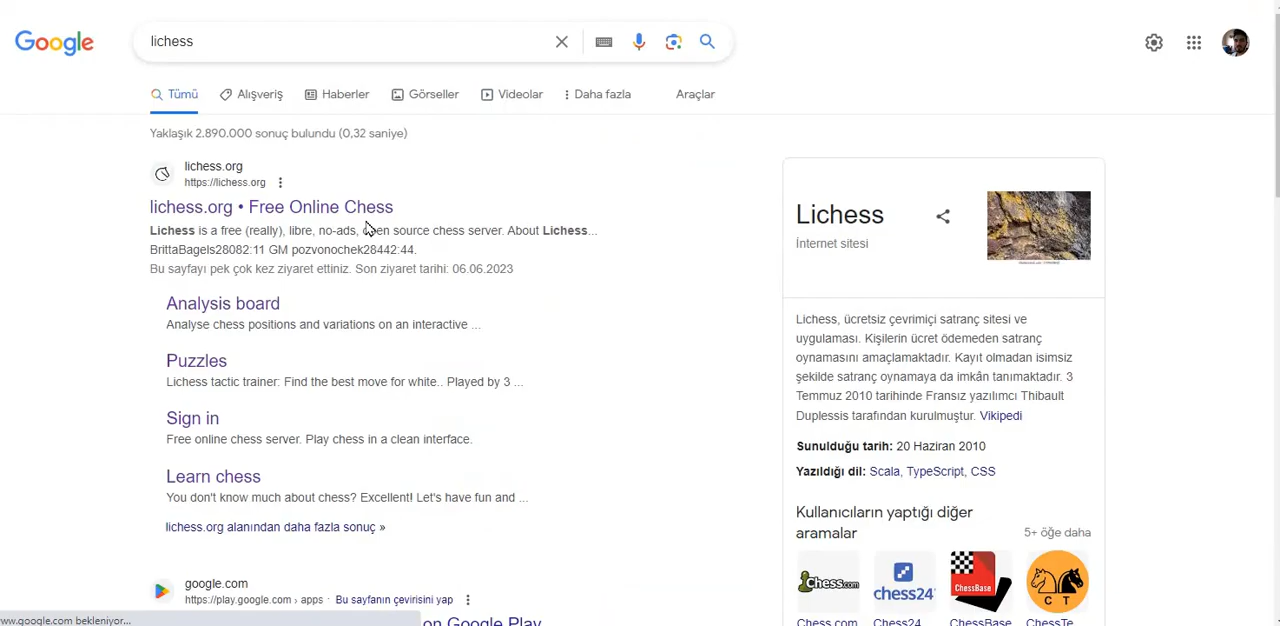 Google
lichess
Tümü
Alışveriş
Haberler
Görseller
Videolar
Daha fazla
Araçlar
Yaklaşık 2.890.000 sonuç bulundu (0,32 saniye)
lichess.org
https://lichess.org
lichess.org • Free Online Chess
Lichess is a free (really), libre, no-ads, open source chess server. About Lichess...
BrittaBagels28082:11 GM pozvonochek28442:44.
Bu sayfayı pek çok kez ziyaret ettiniz. Son ziyaret tarihi: 06.06.2023
Analysis board
Analyse chess positions and variations on an interactive ...
Puzzles
Lichess tactic trainer: Find the best move for white.. Played by 3 ...
Sign in
Free online chess server. Play chess in a clean interface.
Learn chess
You don't know much about chess? Excellent! Let's have fun and ...
lichess.org alanından daha fazla sonuç »
google.com
https://play.google.com › apps · Bu sayfanın çevirisini yap
on Google Play
ww.google.com bekleniyor...
Lichess
İnternet sitesi
Lichess, ücretsiz çevrimiçi satranç sitesi ve
uygulaması. Kişilerin ücret ödemeden satranç
oynamasını amaçlamaktadır. Kayıt olmadan isimsiz
şekilde satranç oynamaya da imkân tanımaktadır. 3
Temmuz 2010 tarihinde Fransız yazılımcı Thibault
Duplessis tarafından kurulmuştur. Vikipedi
Sunulduğu tarih: 20 Haziran 2010
Yazıldığı dil: Scala, TypeScript, CSS
Kullanıcıların yaptığı diğer
aramalar
5+ öğe daha
Chess.com
chess24
ChessBase
C T
Chess.com
Chess24
ChessBase
ChessTe